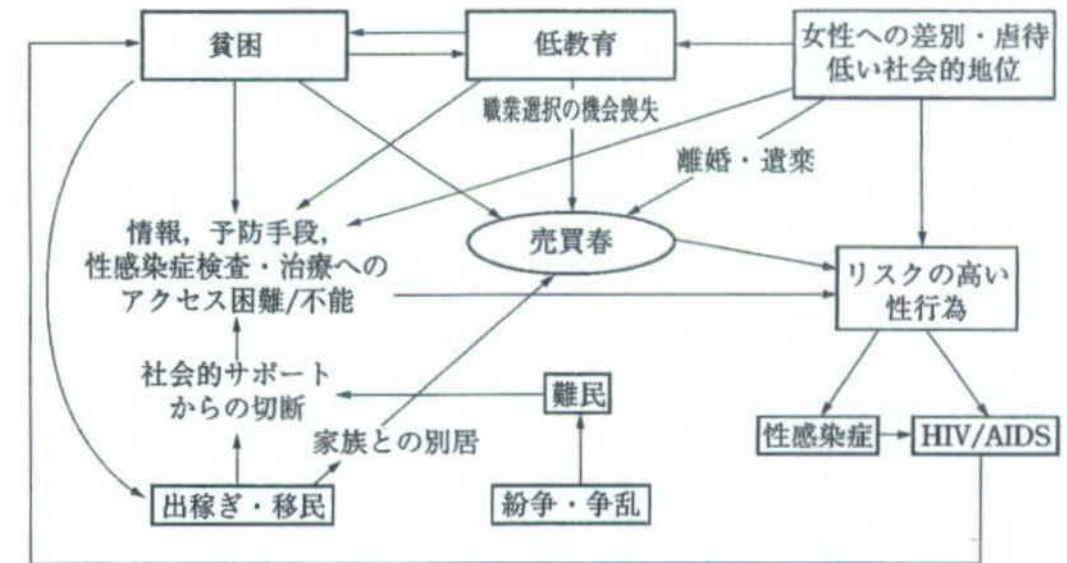 貧困
低教育
女性への差別・虐待
低い社会的地位
職業選択の機会喪失
離婚・遺棄
情報，予防手段，
性感染症検査・治療への
アクセス困難/不能
売買春
リスクの高い
性行為
社会的サポート
からの切断
難民
家族との別居
性感染症
HIV/AIDS
出稼ぎ・移民
紛争・争乱